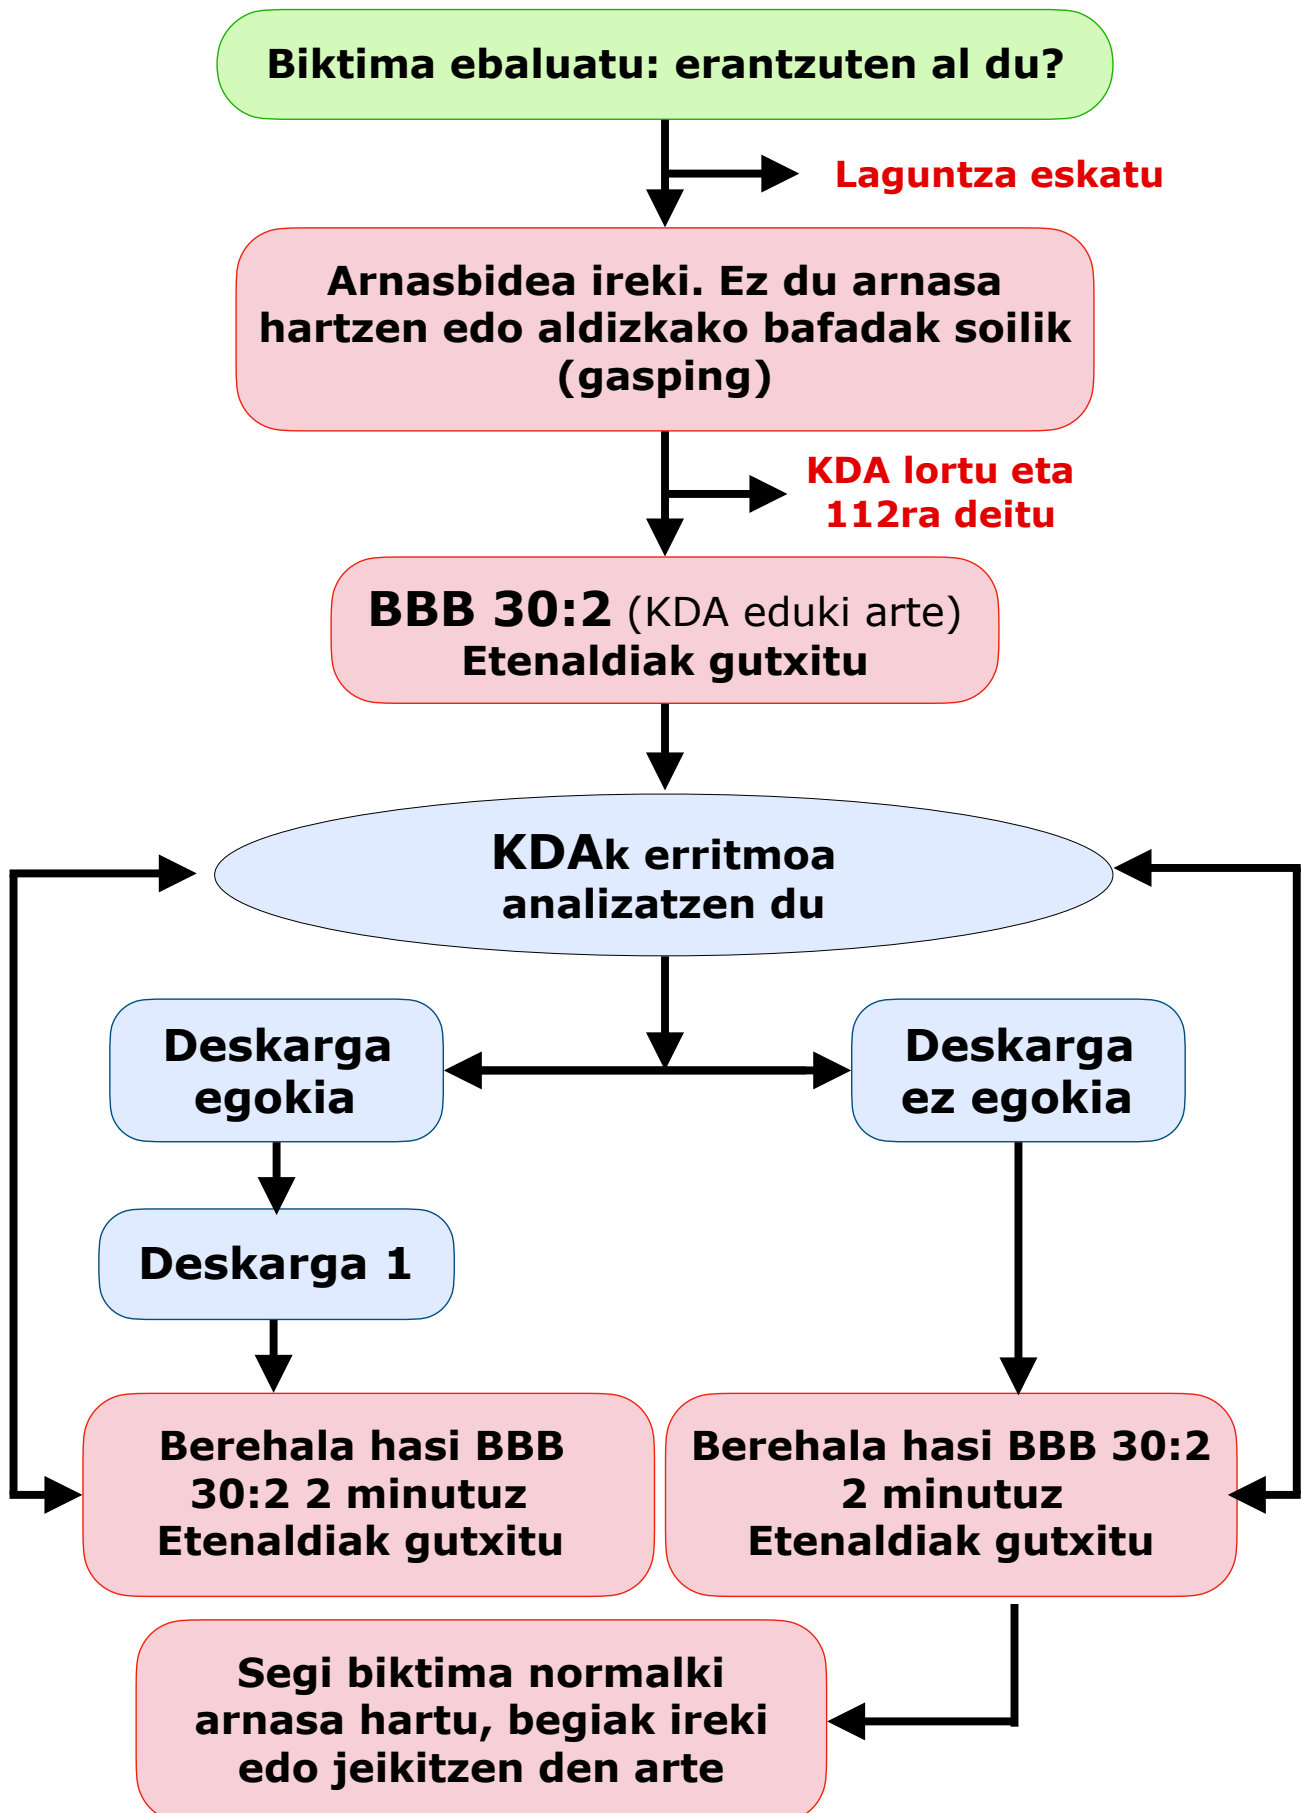 Biktima ebaluatu: erantzuten al du?
Laguntza eskatu
Arnasbidea ireki. Ez du arnasa
hartzen edo aldizkako bafadak soilik
(gasping)
KDA lortu eta
112ra deitu
BBB 30:2 (KDA eduki arte)
Etenaldiak gutxitu
KDAk erritmoa
analizatzen du
Deskarga
egokia
Deskarga
ez egokia
Deskarga 1
Berehala hasi BBB
30:2 2 minutuz
Etenaldiak gutxitu
Berehala hasi BBB 30:2
2 minutuz
Etenaldiak gutxitu
Segi biktima normalki
arnasa hartu, begiak ireki
edo jeikitzen den arte